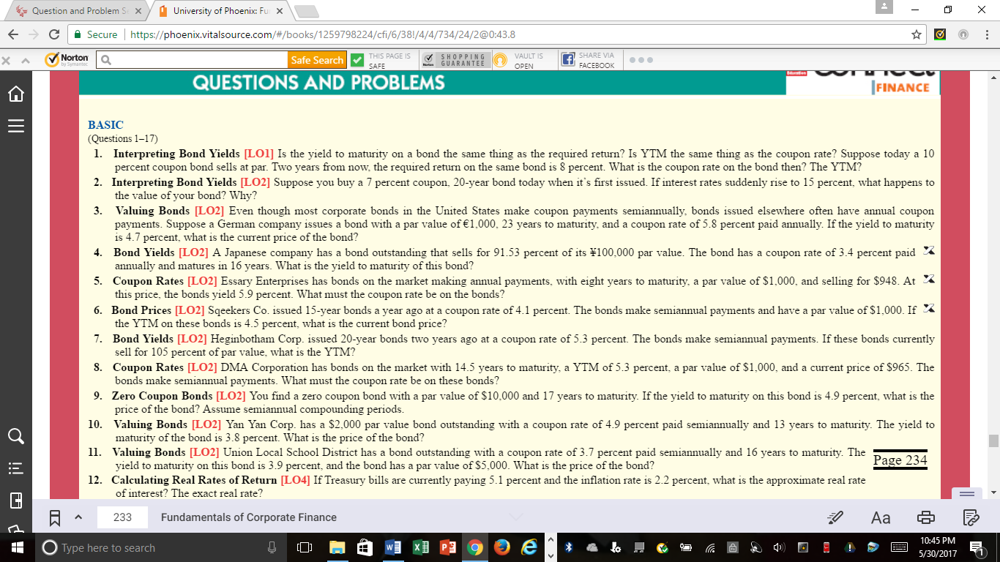 Question and Problem S
University of Phoenix: Fu
Secure https://phoenix.vitalsource.com/#/books/1259798224/cfi/6/38!/4/4/734/24/2@0:43.8
Norton
by Symantec
Safe Search
THIS PAGE IS
SAFE
Norton
SHOPPING
GUARANTEE
VAULT IS
OPEN
SHARE VIA
FACEBOOK
QUESTIONS AND PROBLEMS
Education
FINANCE
BASIC
(Questions 1–17)
1. Interpreting Bond Yields [LO1] Is the yield to maturity on a bond the same thing as the required return? Is YTM the same thing as the coupon rate? Suppose today a 10
percent coupon bond sells at par. Two years from now, the required return on the same bond is 8 percent. What is the coupon rate on the bond then? The YTM?
2. Interpreting Bond Yields [LO2] Suppose you buy a 7 percent coupon, 20-year bond today when it’s first issued. If interest rates suddenly rise to 15 percent, what happens to
the value of your bond? Why?
3. Valuing Bonds [LO2] Even though most corporate bonds in the United States make coupon payments semiannually, bonds issued elsewhere often have annual coupon
payments. Suppose a German company issues a bond with a par value of €1,000, 23 years to maturity, and a coupon rate of 5.8 percent paid annually. If the yield to maturity
is 4.7 percent, what is the current price of the bond?
4. Bond Yields [LO2] A Japanese company has a bond outstanding that sells for 91.53 percent of its ¥100,000 par value. The bond has a coupon rate of 3.4 percent paid
annually and matures in 16 years. What is the yield to maturity of this bond?
5. Coupon Rates [LO2] Essary Enterprises has bonds on the market making annual payments, with eight years to maturity, a par value of $1,000, and selling for $948. At
this price, the bonds yield 5.9 percent. What must the coupon rate be on the bonds?
6. Bond Prices [LO2] Sqeekers Co. issued 15-year bonds a year ago at a coupon rate of 4.1 percent. The bonds make semiannual payments and have a par value of $1,000. If
the YTM on these bonds is 4.5 percent, what is the current bond price?
7. Bond Yields [LO2] Heginbotham Corp. issued 20-year bonds two years ago at a coupon rate of 5.3 percent. The bonds make semiannual payments. If these bonds currently
sell for 105 percent of par value, what is the YTM?
8. Coupon Rates [LO2] DMA Corporation has bonds on the market with 14.5 years to maturity, a YTM of 5.3 percent, a par value of $1,000, and a current price of $965. The
bonds make semiannual payments. What must the coupon rate be on these bonds?
9. Zero Coupon Bonds [LO2] You find a zero coupon bond with a par value of $10,000 and 17 years to maturity. If the yield to maturity on this bond is 4.9 percent, what is the
price of the bond? Assume semiannual compounding periods.
10. Valuing Bonds [LO2] Yan Yan Corp. has a $2,000 par value bond outstanding with a coupon rate of 4.9 percent paid semiannually and 13 years to maturity. The yield to
maturity of the bond is 3.8 percent. What is the price of the bond?
11. Valuing Bonds [LO2] Union Local School District has a bond outstanding with a coupon rate of 3.7 percent paid semiannually and 16 years to maturity. The
yield to maturity on this bond is 3.9 percent, and the bond has a par value of $5,000. What is the price of the bond?
Page 234
12. Calculating Real Rates of Return [LO4] If Treasury bills are currently paying 5.1 percent and the inflation rate is 2.2 percent, what is the approximate real rate
of interest? The exact real rate?
233 Fundamentals of Corporate Finance
Aa
Type here to search
10:45 PM
5/30/2017